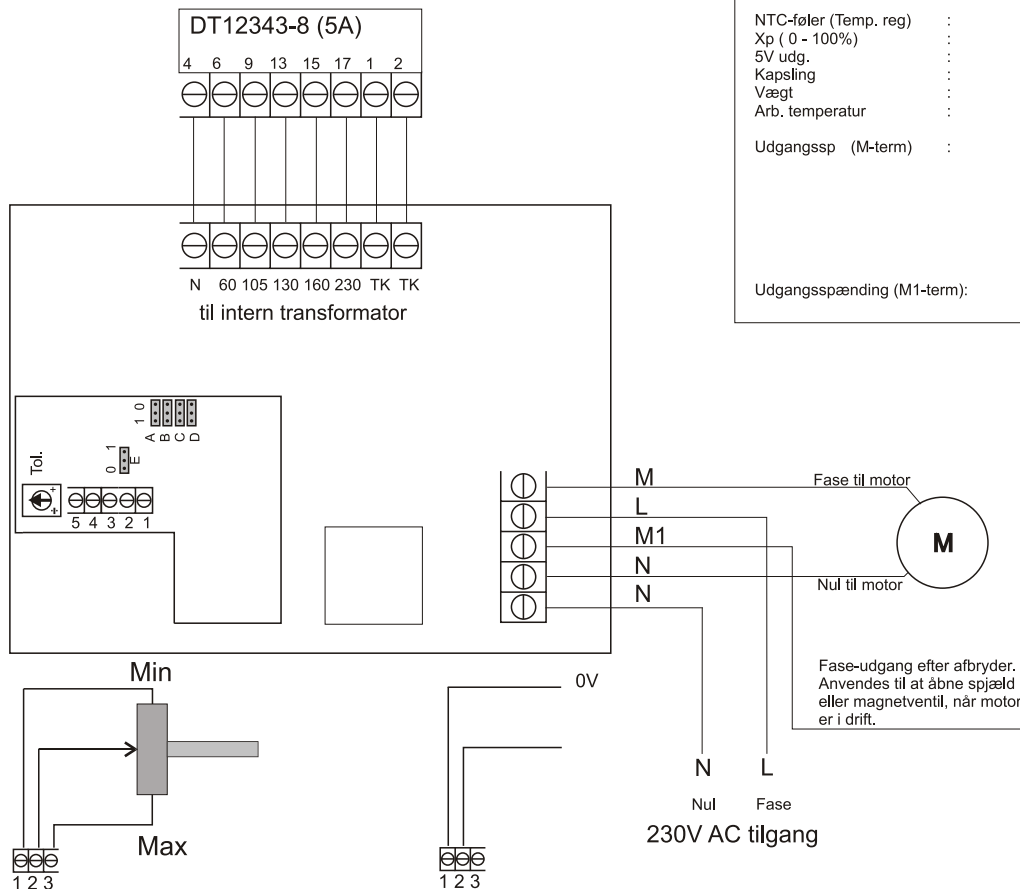 DT12343-8 (5A)
4 6 9 13 15 17 1 2
N 60 105 130 160 230 TK TK
til intern transformator
NTC-føler (Temp. reg) :
Xp ( 0 - 100%) :
5V udg. :
Kapsling :
Vægt :
Arb. temperatur :
Udgangssp (M-term) :
Udgangsspænding (M1-term):
1 0
A B C D
0 1
E
Tol.
+
+
5 4 3 2 1
M
L
M1
N
N
Fase til motor
M
Nul til motor
Fase-udgang efter afbryder.
Anvendes til at åbne spjæld
eller magnetventil, når motor
er i drift.
N L
Nul Fase
230V AC tilgang
Min
Max
1 2 3
0V
1 2 3